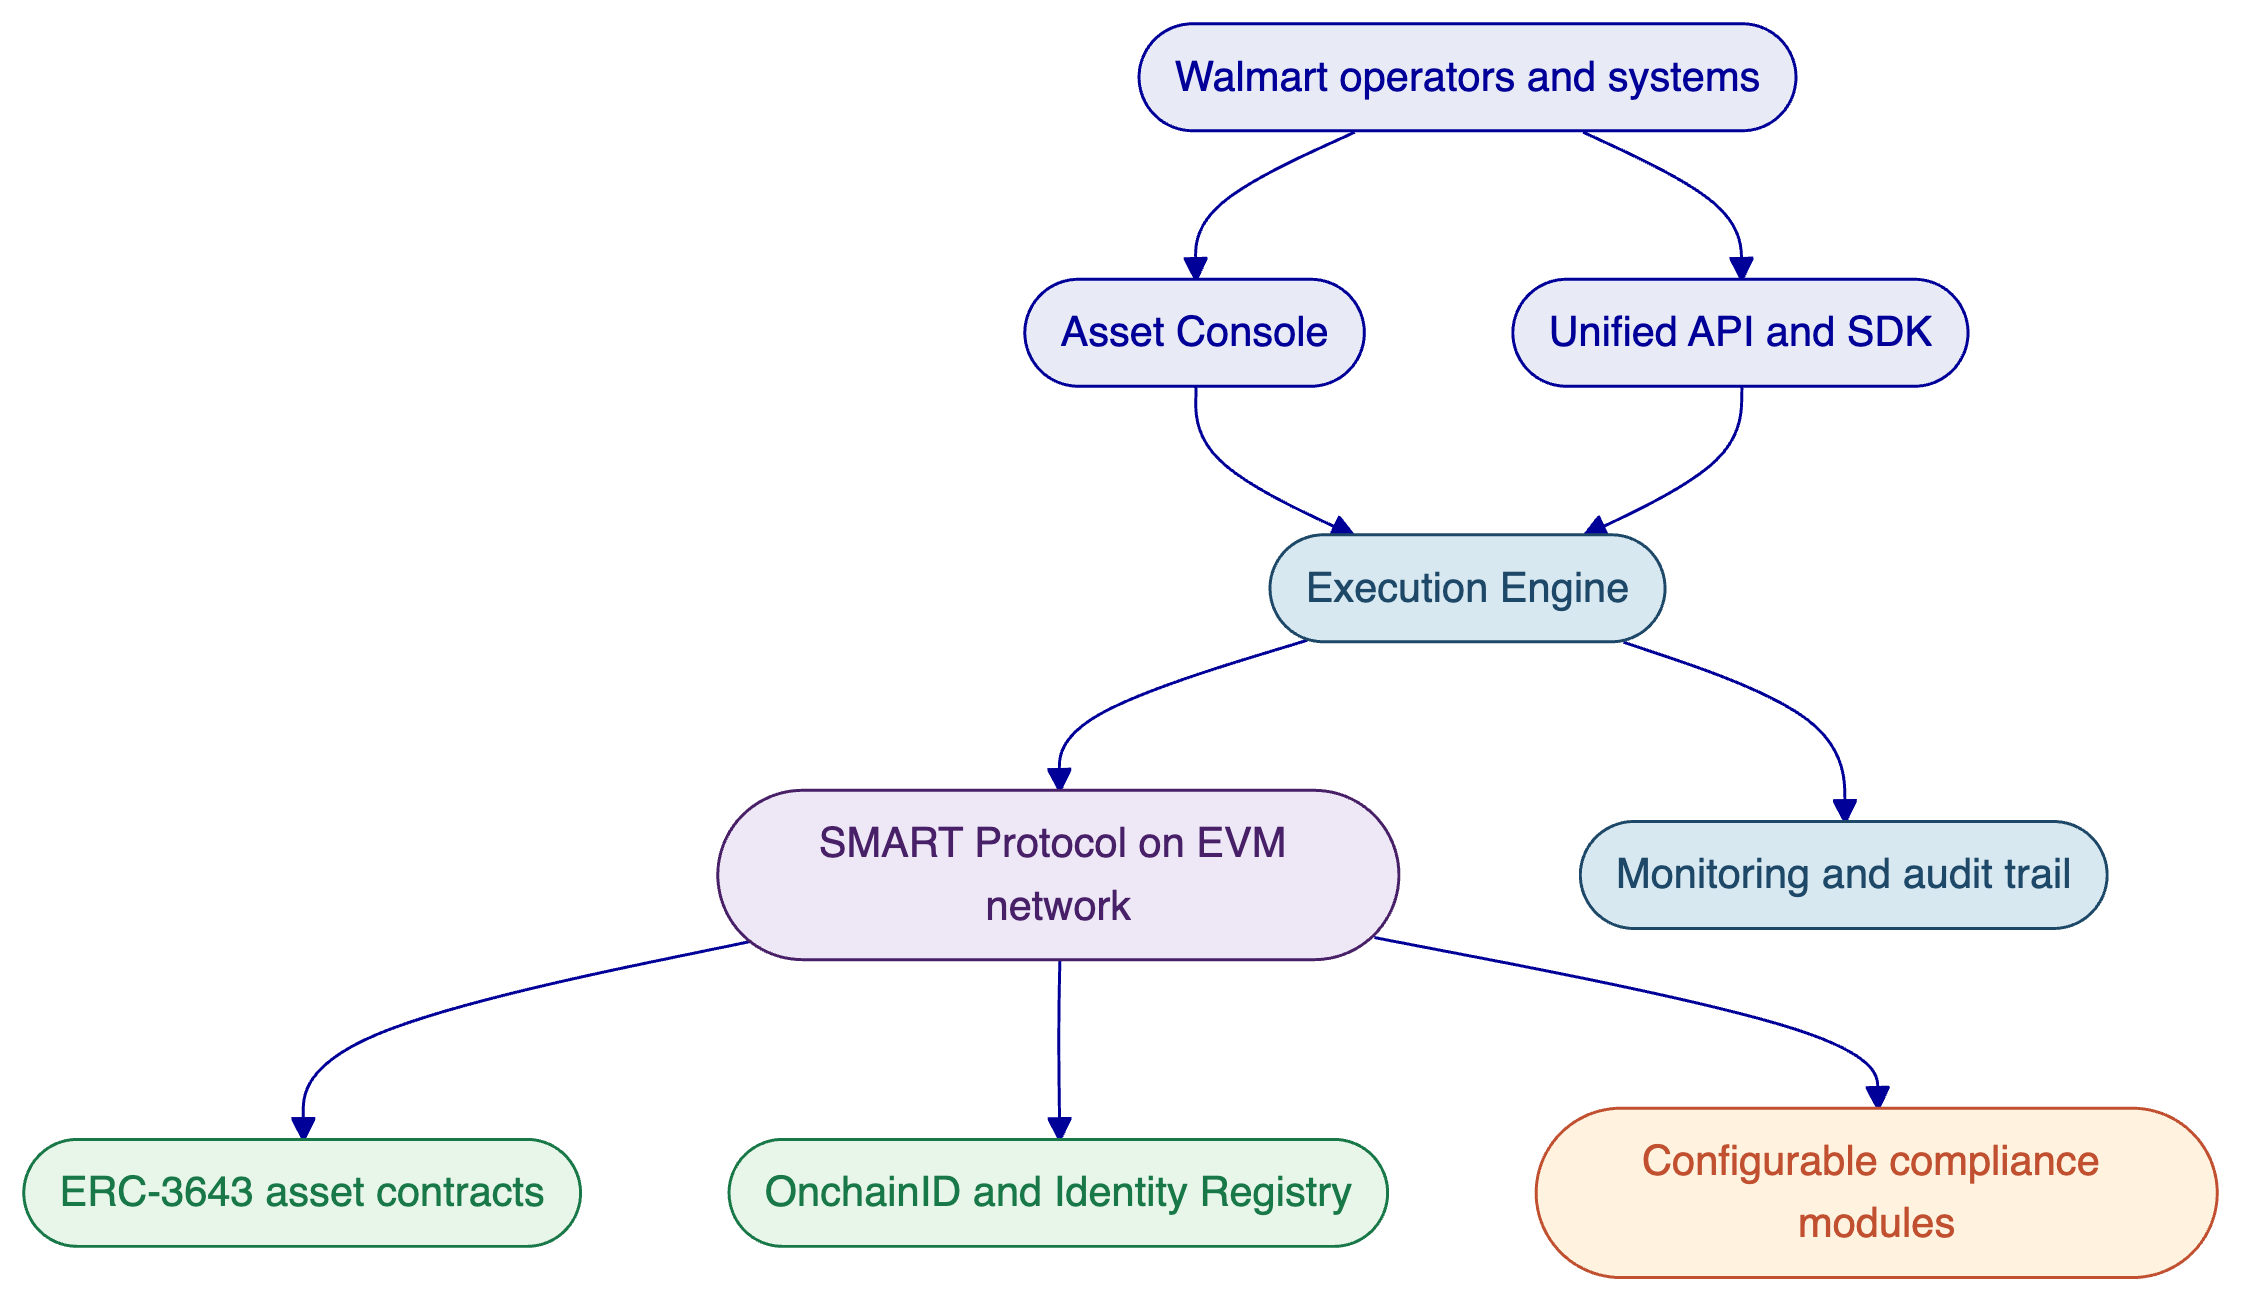 Walmart operators and systems
Asset Console
Unified API and SDK
Execution Engine
SMART Protocol on EVM
network
Monitoring and audit trail
ERC-3643 asset contracts
OnchainID and Identity Registry
Configurable compliance
modules